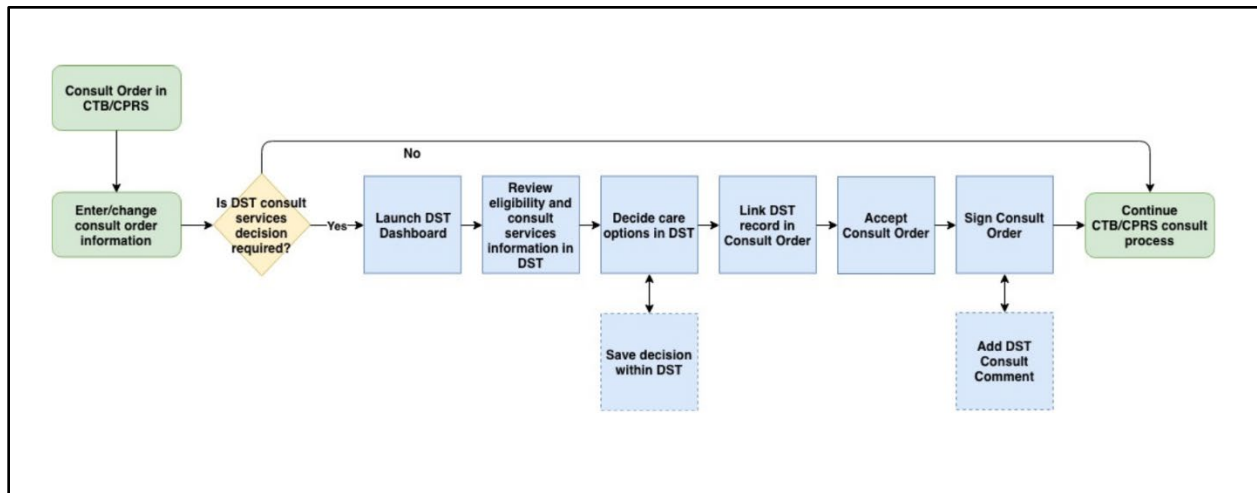 Consult Order in
CTB/CPRS
No
Enter/change
consult order
information
Is DST consult
services
decision
required?
Yes
Launch DST
Dashboard
Review
eligibility and
consult
services
information in
DST
Decide care
options in DST
Link DST
record in
Consult Order
Accept
Consult Order
Sign Consult
Order
Continue
CTB/CPRS consult
process
Save decision
within DST
Add DST
Consult
Comment